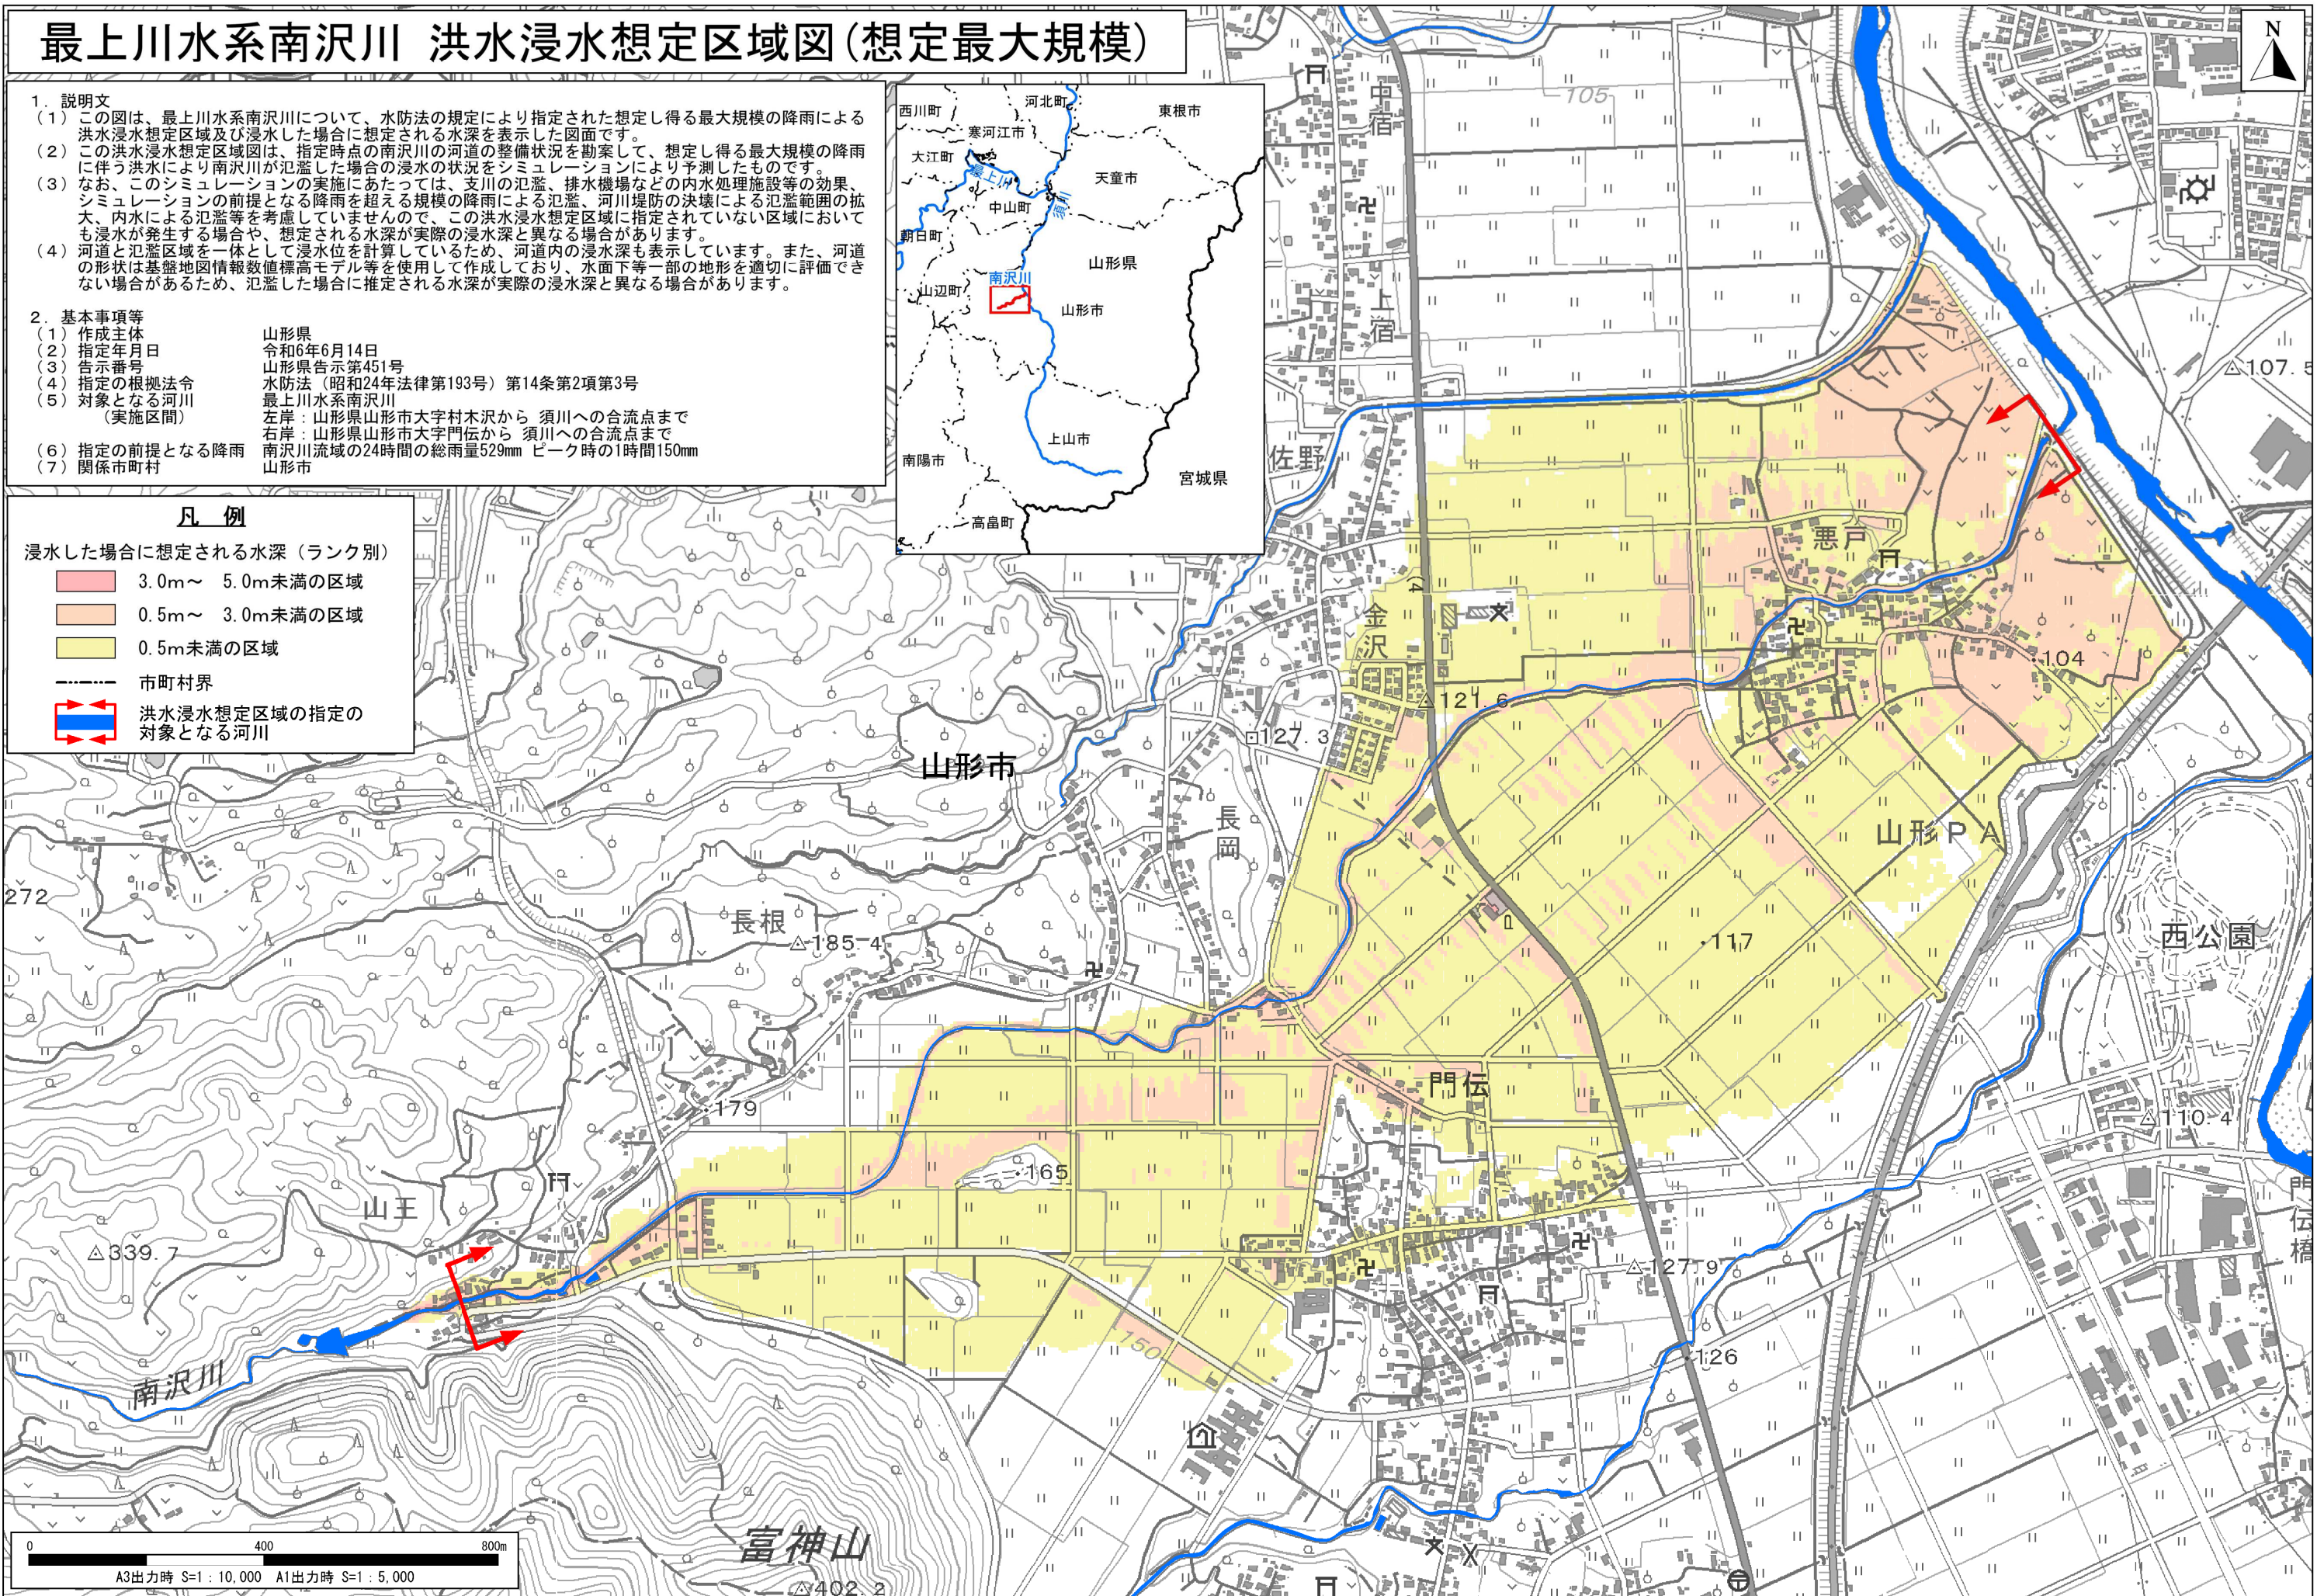 最上川水系南沢川 洪水浸水想定区域図(想定最大規模)
N
1. 説明文
(1) この図は、最上川水系南沢川について、水防法の規定により指定された想定し得る最大規模の降雨による
洪水浸水想定区域及び浸水した場合に想定される水深を表示した図面です。
(2) この洪水浸水想定区域図は、指定時点の南沢川の河道の整備状況を勘案して、想定し得る最大規模の降雨
に伴う洪水により南沢川が氾濫した場合の浸水の状況をシミュレーションにより予測したものです。
(3) なお、このシミュレーションの実施にあたっては、支川の氾濫、排水機場などの内水処理施設等の効果、
シミュレーションの前提となる降雨を超える規模の降雨による氾濫、河川堤防の決壊による氾濫範囲の拡
大、内水による氾濫等を考慮していませんので、この洪水浸水想定区域に指定されていない区域において
も浸水が発生する場合や、想定される水深が実際の浸水深と異なる場合があります。
(4) 河道と氾濫区域を一体として浸水位を計算しているため、河道内の浸水深も表示しています。また、河道
の形状は基盤地図情報数値標高モデル等を使用して作成しており、水面下等一部の地形を適切に評価でき
ない場合があるため、氾濫した場合に推定される水深が実際の浸水深と異なる場合があります。
2. 基本事項等
(1) 作成主体 山形県
(2) 指定年月日 令和6年6月14日
(3) 告示番号 山形県告示第451号
(4) 指定の根拠法令 水防法(昭和24年法律第193号)第14条第2項第3号
(5) 対象となる河川 最上川水系南沢川
(実施区間) 左岸:山形県山形市大字村木沢から 須川への合流点まで
右岸:山形県山形市大字門伝から 須川への合流点まで
(6) 指定の前提となる降雨 南沢川流域の24時間の総雨量529mm ピーク時の1時間150mm
(7) 関係市町村 山形市
西川町
河北町
東根市
寒河江市
大江町
最上川
天童市
中山町
須川
朝日町
山形県
南沢川
山辺町
山形市
上山市
南陽市
宮城県
高畠町
凡 例
浸水した場合に想定される水深(ランク別)
3.0m~ 5.0m未満の区域
0.5m~ 3.0m未満の区域
0.5m未満の区域
市町村界
洪水浸水想定区域の指定の
対象となる河川
中宿
105
上宿
107.5
佐野
悪戸
金沢
104
121.6
127.3
山形市
長岡
山形PA
272
長根
185.4
117
西公園
門伝
179
110.4
165
山王
門伝橋
339.7
127.9
150
126
南沢川
富神山
402.2
0 400 800m
A3出力時 S=1:10,000 A1出力時 S=1:5,000